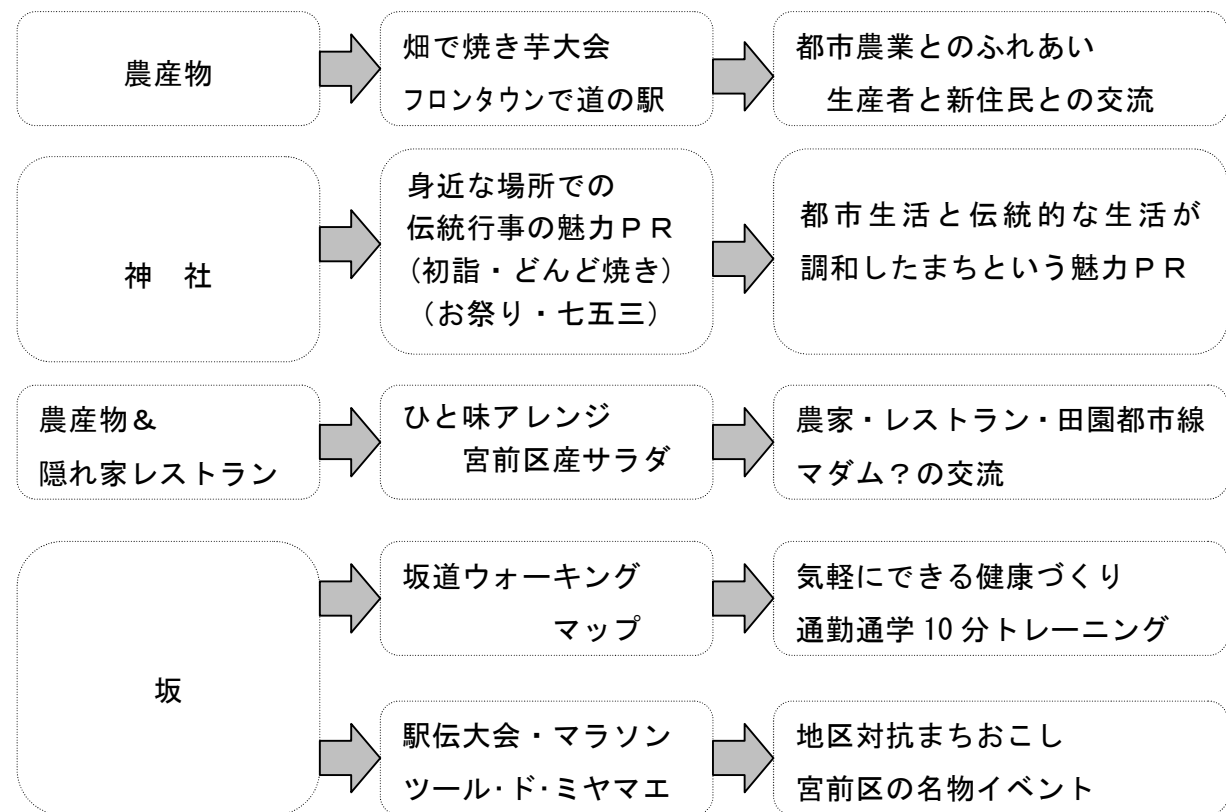 農産物
畑で焼き芋大会
フロンタウンで道の駅
都市農業とのふれあい
生産者と新住民との交流
神 社
身近な場所での
伝統行事の魅力PR
(初詣・どんど焼き)
(お祭り・七五三)
都市生活と伝統的な生活が
調和したまちという魅力PR
農産物&
隠れ家レストラン
ひと味アレンジ
宮前区産サラダ
農家・レストラン・田園都市線
マダム?の交流
坂
坂道ウォーキング
マップ
気軽にできる健康づくり
通勤通学10分トレーニング
駅伝大会・マラソン
ツール・ド・ミヤマエ
地区対抗まちおこし
宮前区の名物イベント